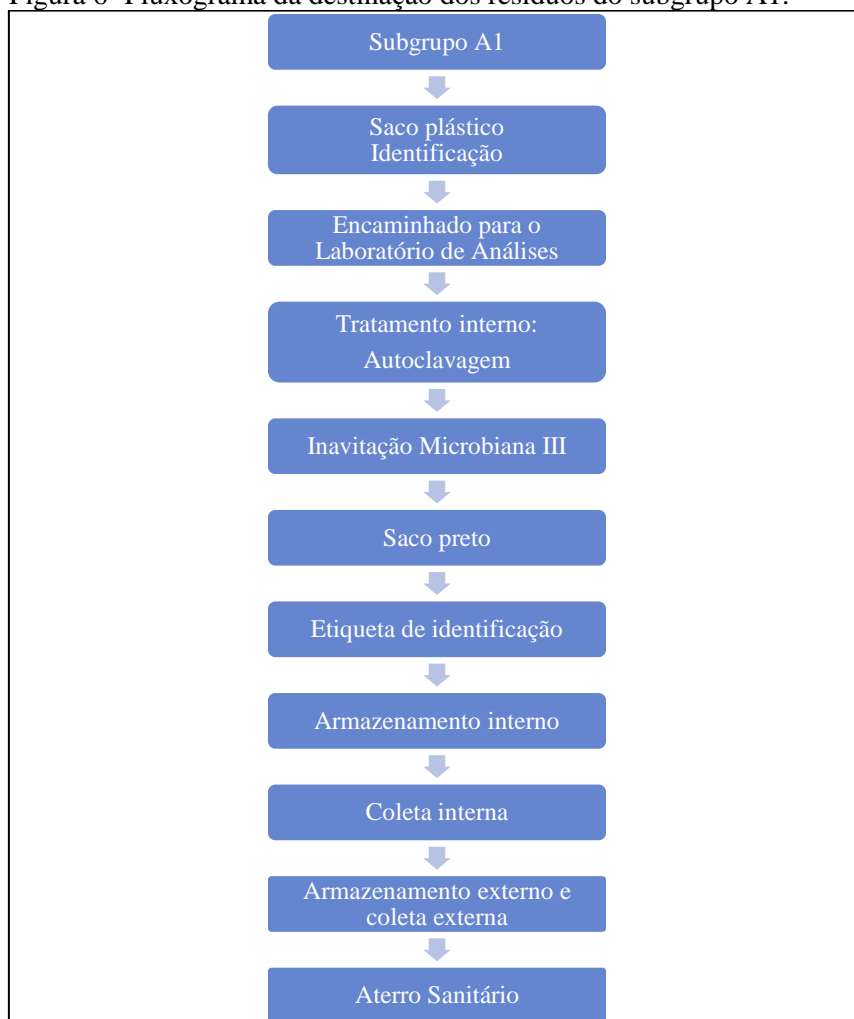 Figura 6- Fluxograma da destinação dos resíduos do subgrupo A1.
Subgrupo A1
Saco plástico
Identificação
Encaminhado para o
Laboratório de Análises
Tratamento interno:
Autoclavagem
Inavitação Microbiana III
Saco preto
Etiqueta de identificação
Armazenamento interno
Coleta interna
Armazenamento externo e
coleta externa
Aterro Sanitário